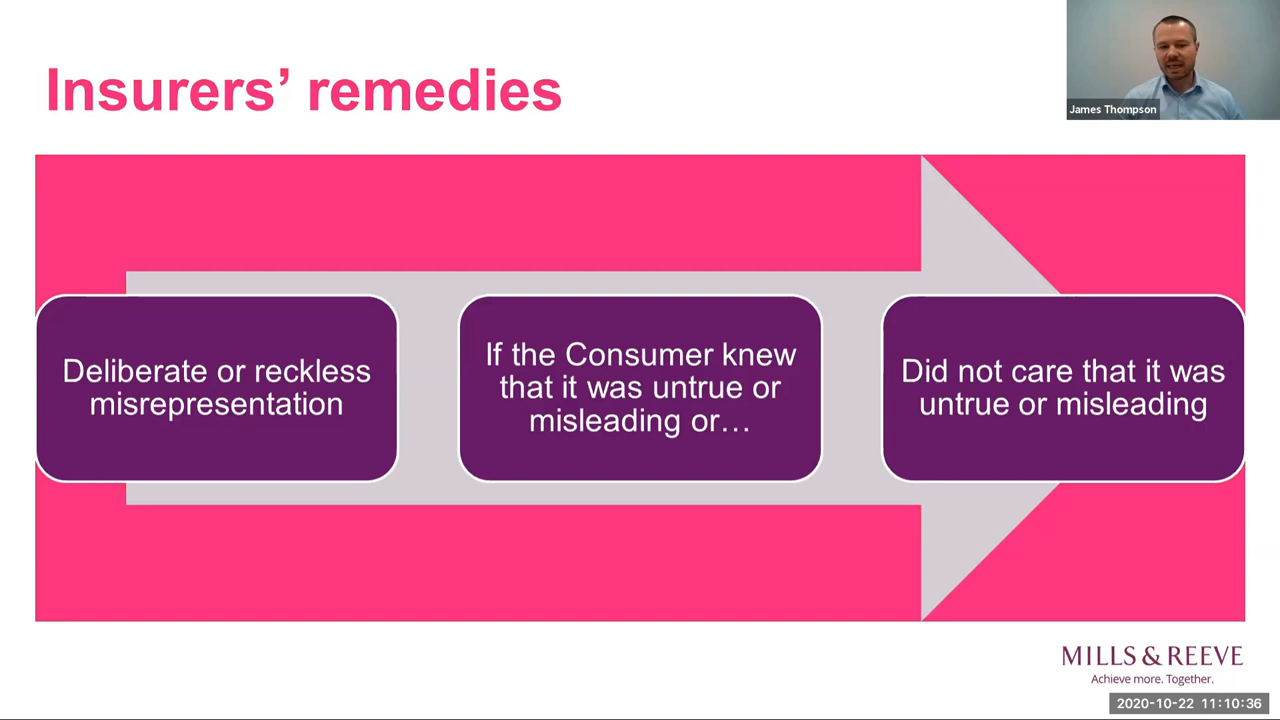 Insurers’ remedies
James Thompson
Deliberate or reckless
misrepresentation
If the Consumer knew
that it was untrue or
misleading or…
Did not care that it was
untrue or misleading
MILLS & REEVE
Achieve more. Together.
2020-10-22 11:10:36